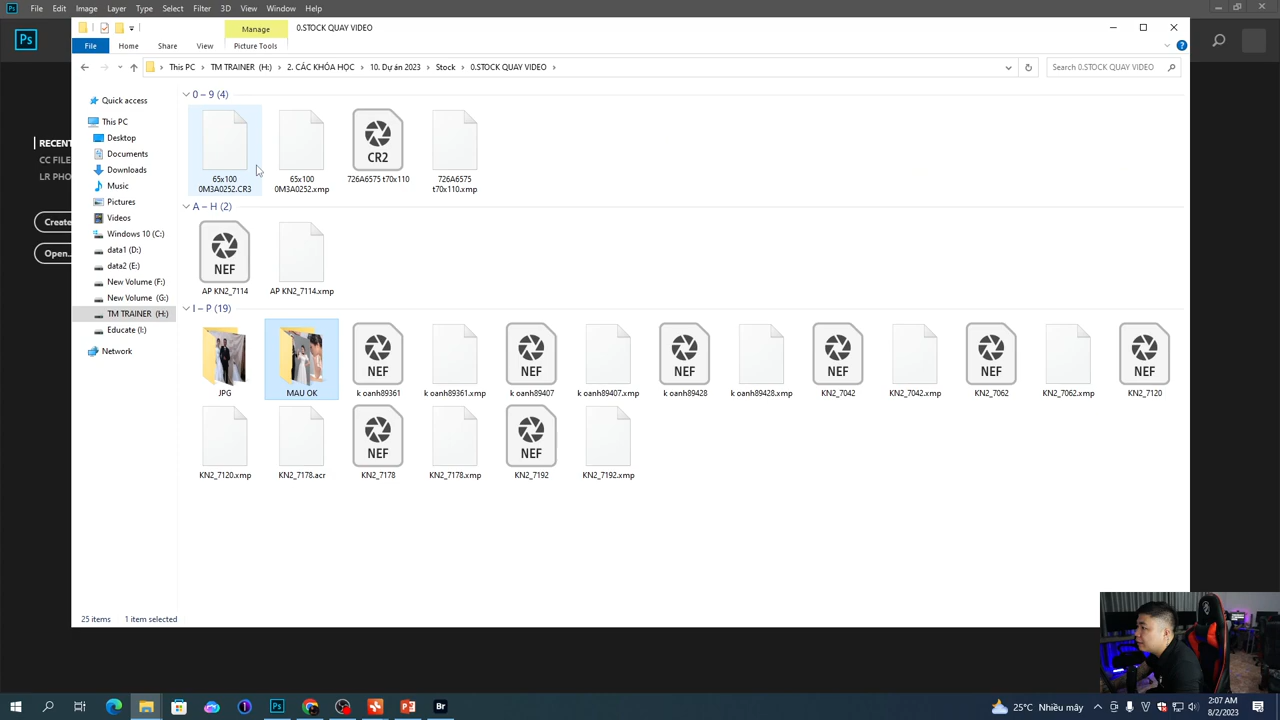 Ps File Edit Image Layer Type Select Filter 3D View Window Help
Ps
Manage 0.STOCK QUAY VIDEO
File Home Share View Picture Tools
This PC TM TRAINER (H:) 2. CÁC KHÓA HỌC 10. Dự án 2023 Stock 0.STOCK QUAY VIDEO Search 0.STOCK QUAY VIDEO
RECENT
CC FILES
LR PHOT
Create
Open...
Quick access
This PC
Desktop
Documents
Downloads
Music
Pictures
Videos
Windows 10 (C:)
data1 (D:)
data2 (E:)
New Volume (F:)
New Volume (G:)
TM TRAINER (H:)
Educate (I:)
Network
0 – 9 (4)
CR2
65x100 0M3A0252.CR3 65x100 0M3A0252.xmp 726A6575 t70x110 726A6575 t70x110.xmp
A – H (2)
NEF
AP KN2_7114 AP KN2_7114.xmp
I – P (19)
NEF NEF NEF NEF NEF NEF
JPG MAU OK k oanh89361 k oanh89361.xmp k oanh89407 k oanh89407.xmp k oanh89428 k oanh89428.xmp KN2_7042 KN2_7042.xmp KN2_7062 KN2_7062.xmp KN2_7120
NEF NEF
KN2_7120.xmp KN2_7178.acr KN2_7178 KN2_7178.xmp KN2_7192 KN2_7192.xmp
25 items 1 item selected
Ps Br
25°C Nhiều mây 2:07 AM
8/2/2023